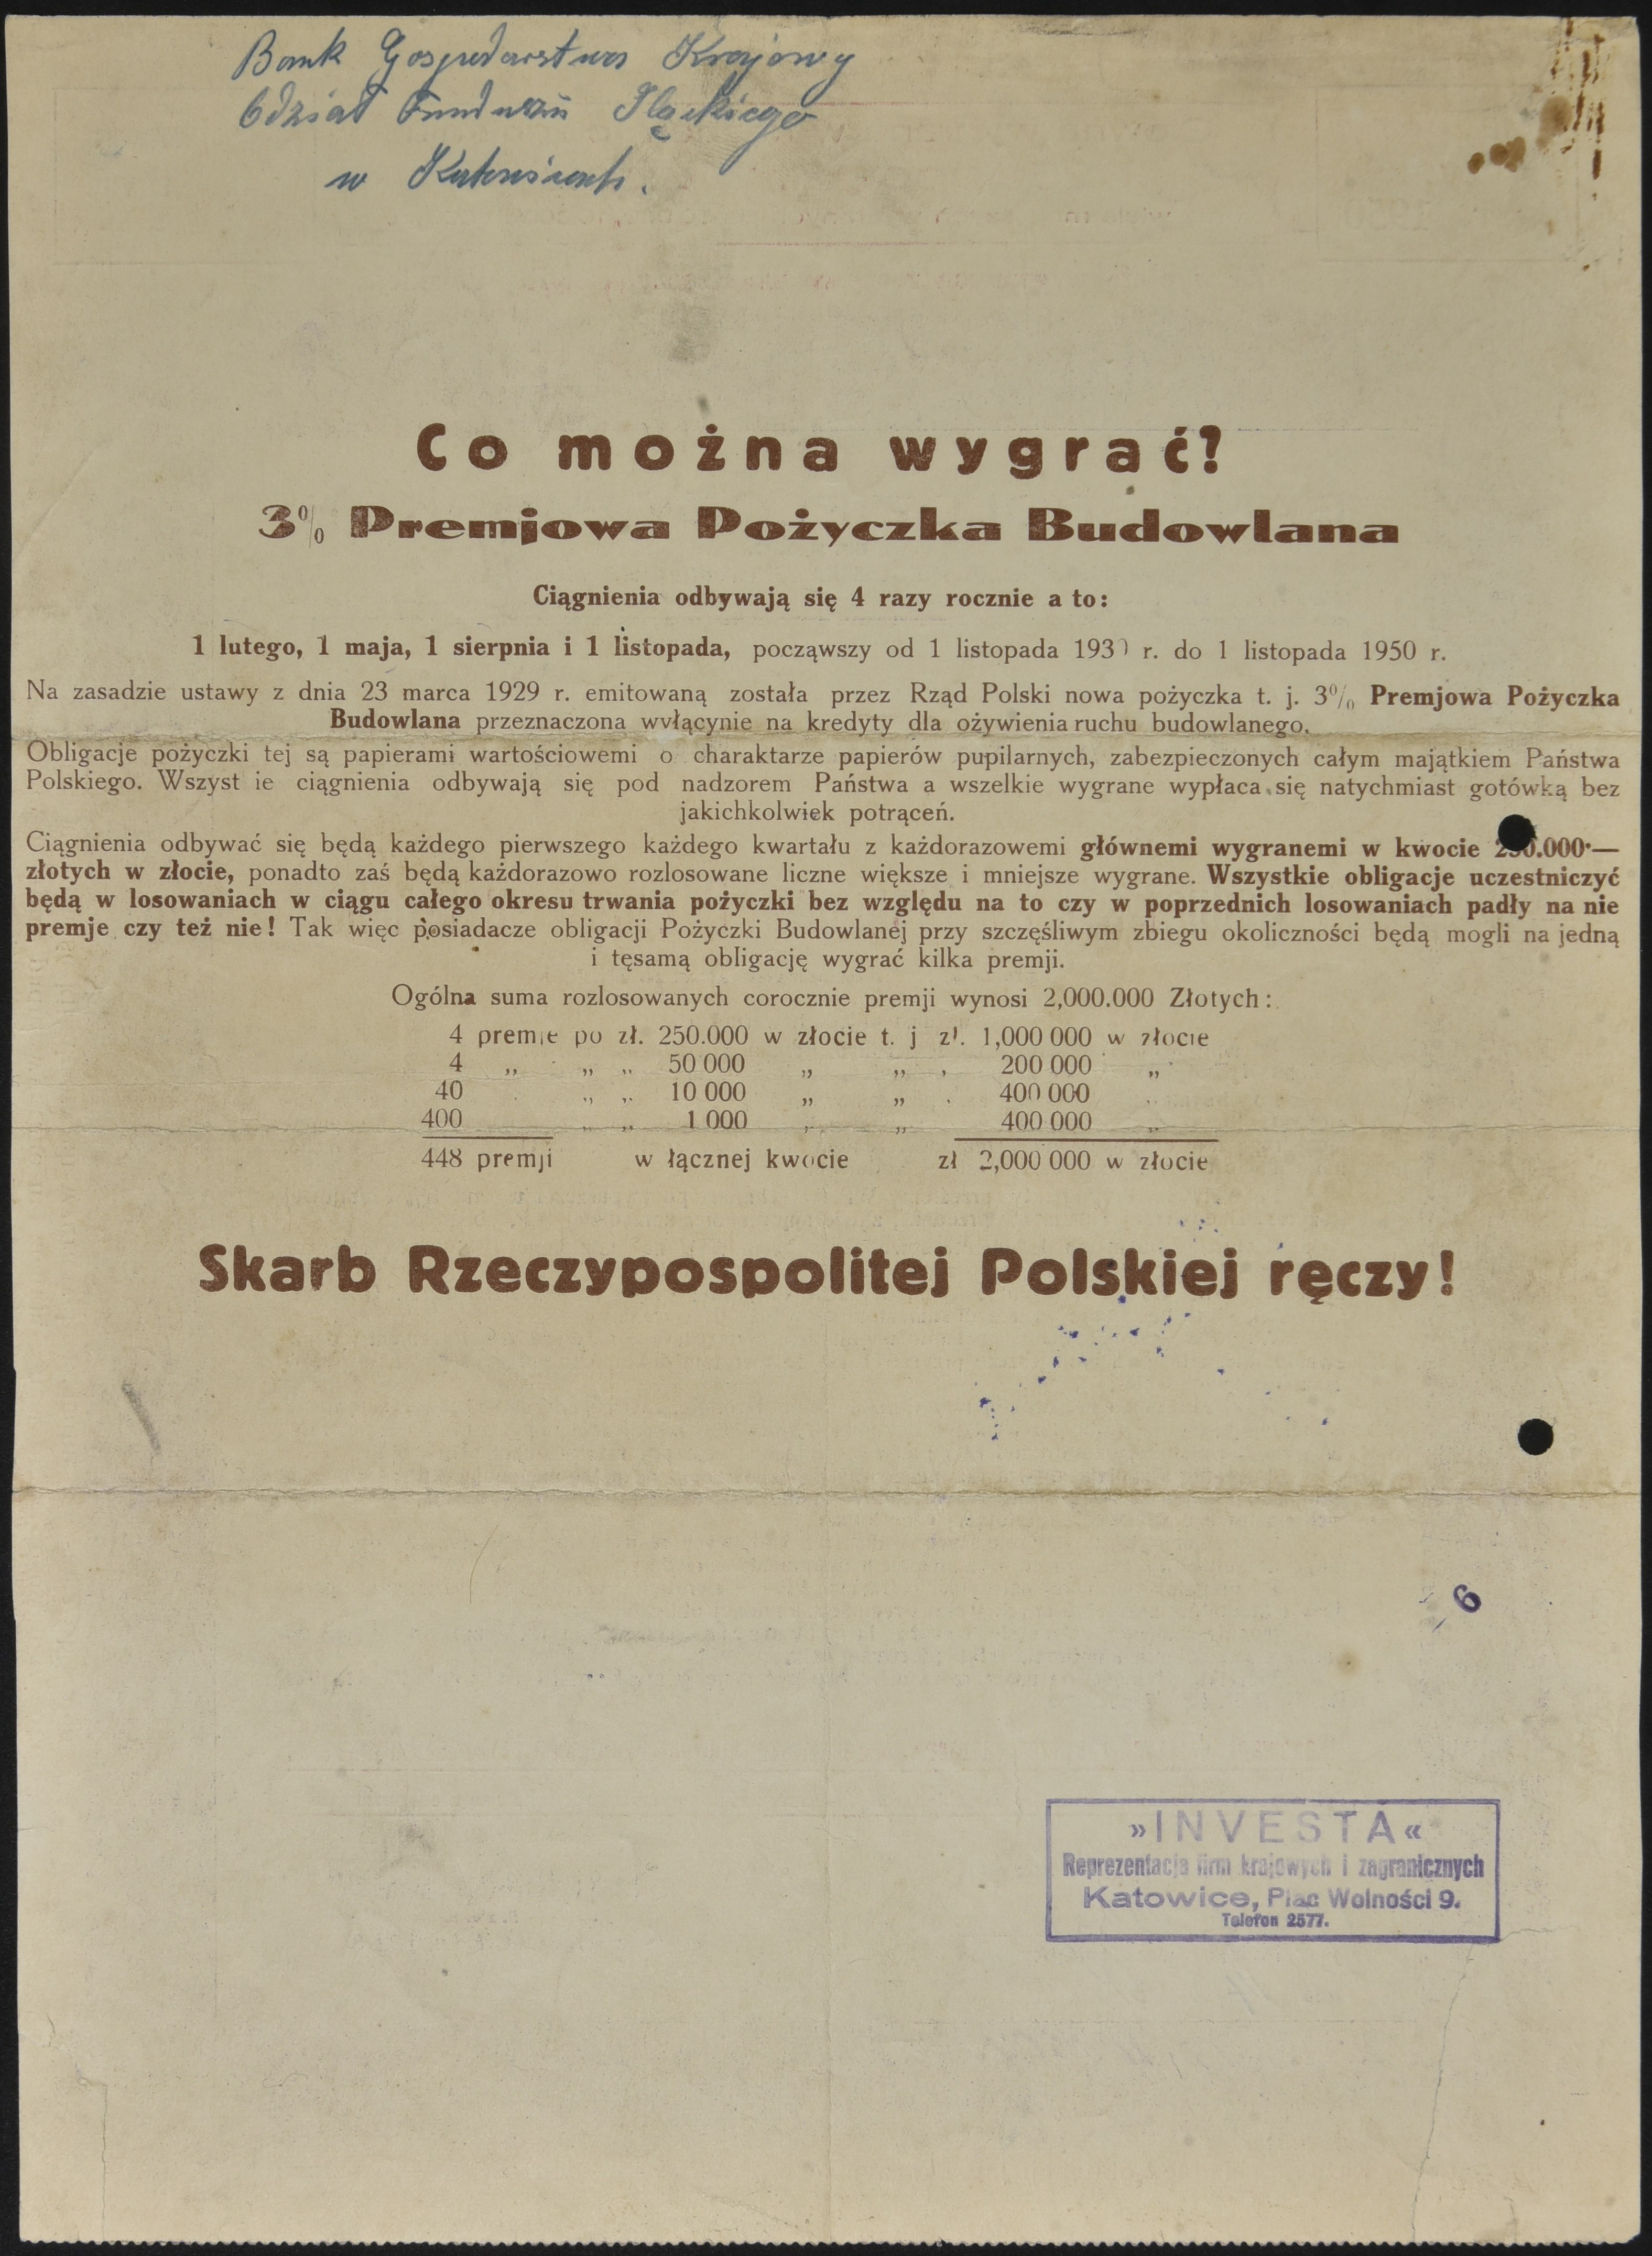 Bank Gospodarstwa Krajowy
Odział Funduszu Śląskiego
w Katowicach.
Co można wygrać?
3% Premjowa Pożyczka Budowlana
Ciągnienia odbywają się 4 razy rocznie a to:
1 lutego, 1 maja, 1 sierpnia i 1 listopada, począwszy od 1 listopada 1930 r. do 1 listopada 1950 r.
Na zasadzie ustawy z dnia 23 marca 1929 r. emitowaną została przez Rząd Polski nowa pożyczka t. j. 3% Premjowa Pożyczka
Budowlana przeznaczona wyłącynie na kredyty dla ożywienia ruchu budowlanego.
Obligacje pożyczki tej są papierami wartościowemi o charaktarze papierów pupilarnych, zabezpieczonych całym majątkiem Państwa
Polskiego. Wszyst ie ciągnienia odbywają się pod nadzorem Państwa a wszelkie wygrane wypłaca się natychmiast gotówką bez
jakichkolwiek potrąceń.
Ciągnienia odbywać się będą każdego pierwszego każdego kwartału z każdorazowemi głównemi wygranemi w kwocie 250.000·—
złotych w złocie, ponadto zaś będą każdorazowo rozlosowane liczne większe i mniejsze wygrane. Wszystkie obligacje uczestniczyć
będą w losowaniach w ciągu całego okresu trwania pożyczki bez względu na to czy w poprzednich losowaniach padły na nie
premje czy też nie! Tak więc posiadacze obligacji Pożyczki Budowlanej przy szczęśliwym zbiegu okoliczności będą mogli na jedną
i tęsamą obligację wygrać kilka premji.
Ogólna suma rozlosowanych corocznie premji wynosi 2,000.000 Złotych:
4 premje po zł. 250.000 w złocie t. j zł. 1,000 000 w złocie
4 „ „ „ 50 000 „ „ , 200 000 „
40 „ „ 10 000 „ „ . 400 000
400 „ „ 1 000 „ „ 400 000 „
448 premji w łącznej kwocie zł 2,000 000 w złocie
Skarb Rzeczypospolitej Polskiej ręczy!
6
»INVESTA«
Reprezentacja firm krajowych i zagranicznych
Katowice, Plac Wolności 9.
Telefon 2577.